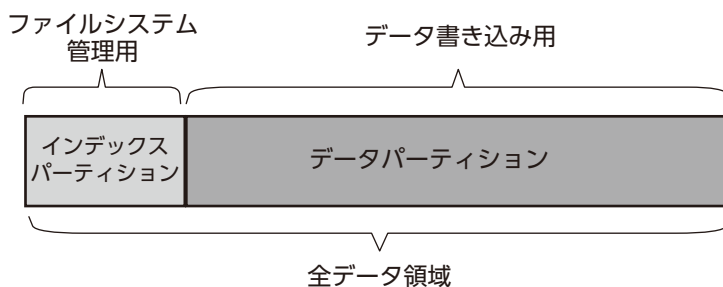 ファイルシステム
管理用
データ書き込み用
インデックス
パーティション
データパーティション
全データ領域